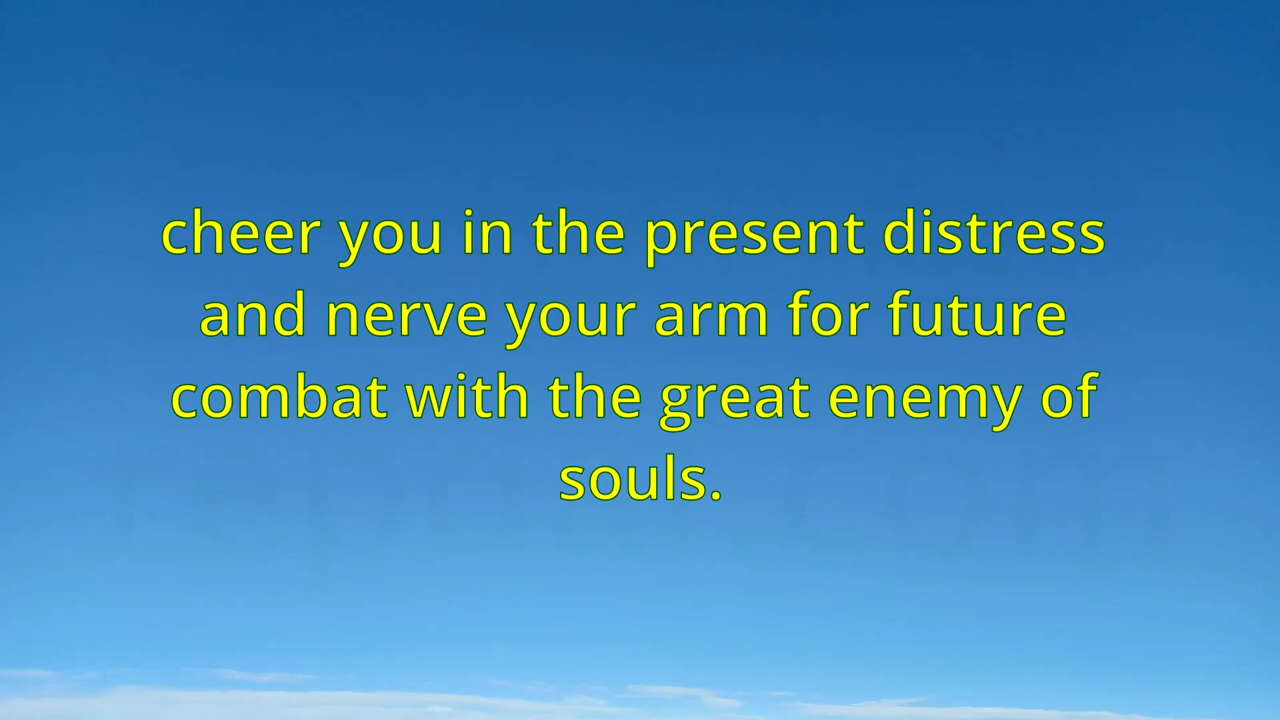 cheer you in the present distress
and nerve your arm for future
combat with the great enemy of
souls.